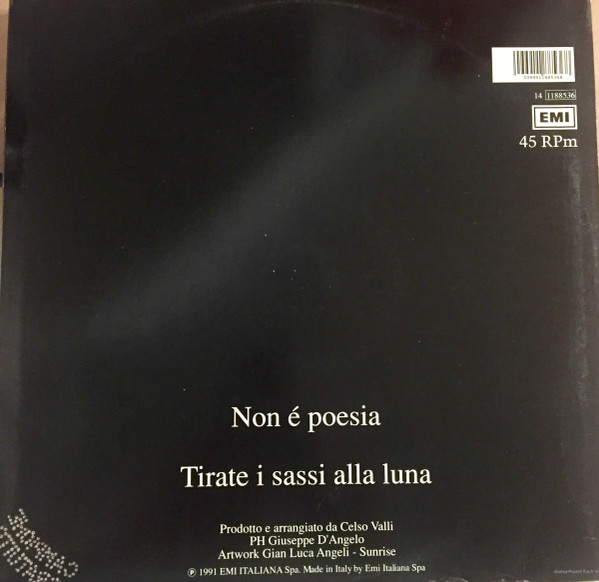 14 1188536
EMI
45 RPm
Non é poesia
Tirate i sassi alla luna
Prodotto e arrangiato da Celso Valli
PH Giuseppe D'Angelo
Artwork Gian Luca Angeli - Sunrise
℗ 1991 EMI ITALIANA Spa. Made in Italy by Emi Italiana Spa